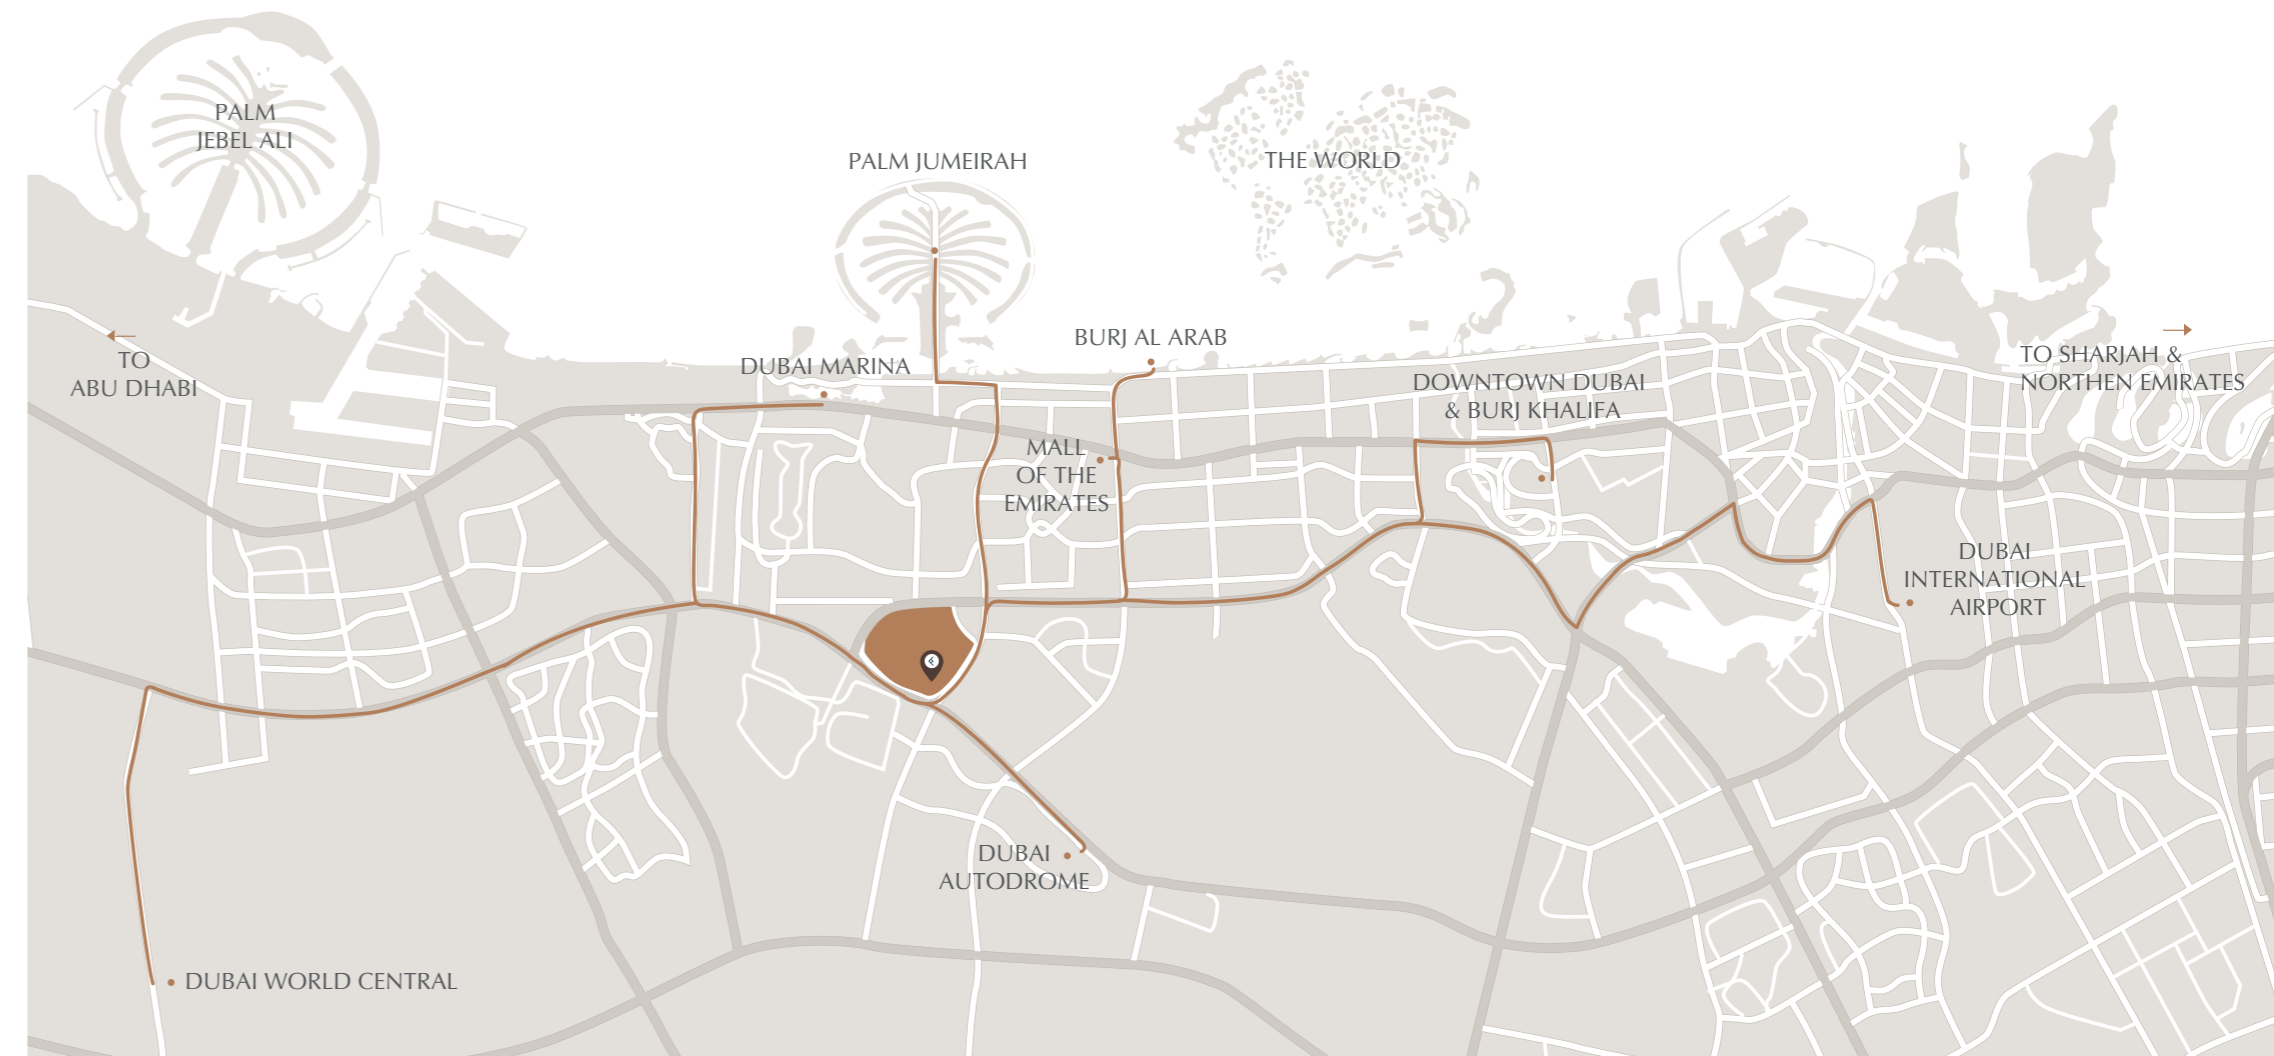 PALM
JEBEL ALI
PALM JUMEIRAH
THE WORLD
BURJ AL ARAB
TO
ABU DHABI
DUBAI MARINA
TO SHARJAH &
NORTHEN EMIRATES
DOWNTOWN DUBAI
& BURJ KHALIFA
MALL
OF THE
EMIRATES
DUBAI
INTERNATIONAL
AIRPORT
DUBAI
AUTODROME
DUBAI WORLD CENTRAL